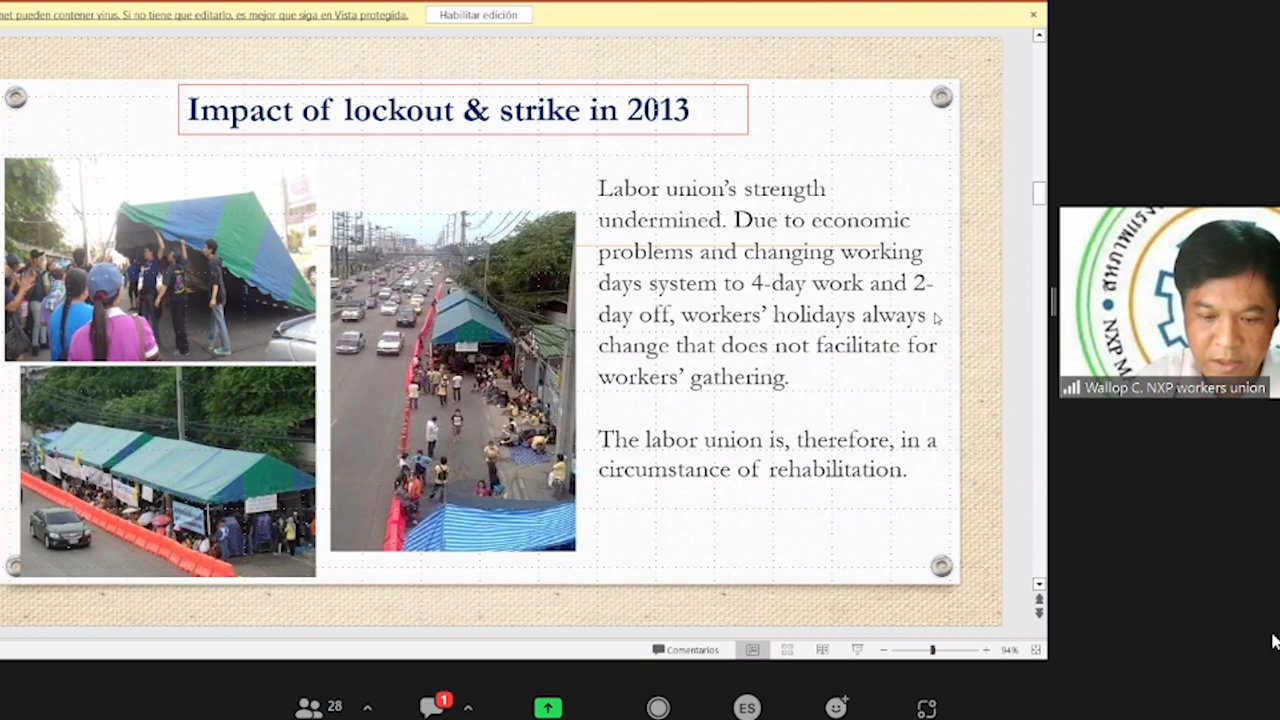 net pueden contener virus. Si no tiene que editarlo, es mejor que siga en Vista protegida.
Habilitar edición
Impact of lockout & strike in 2013
Labor union’s strength
undermined. Due to economic
problems and changing working
days system to 4-day work and 2-
day off, workers’ holidays always
change that does not facilitate for
workers’ gathering.
The labor union is, therefore, in a
circumstance of rehabilitation.
NXP
Wallop C. NXP workers union
Comentarios
94%
28
1
ES